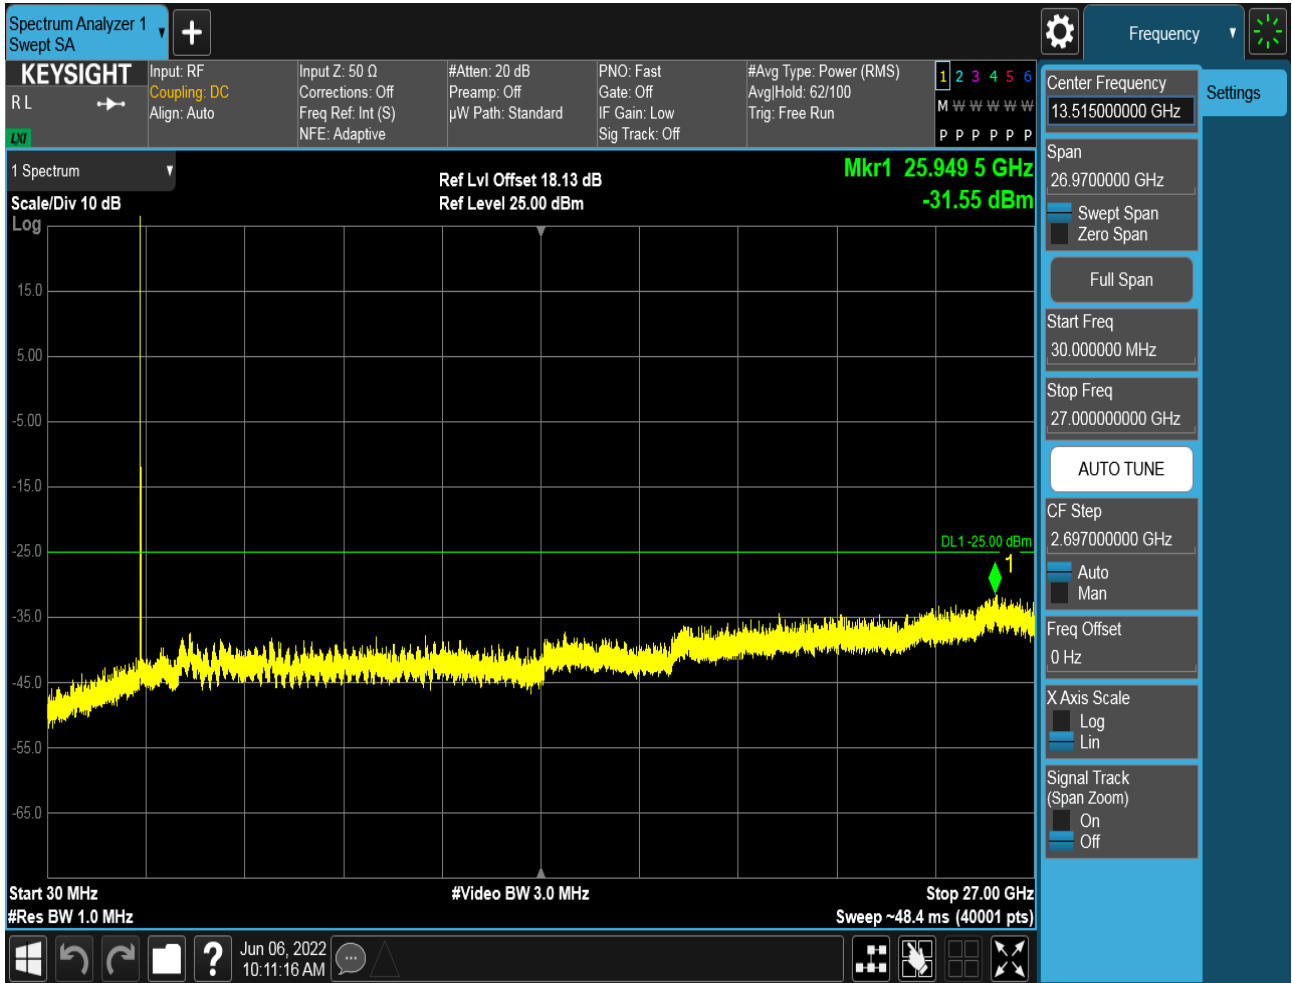 Spectrum Analyzer 1
Swept SA
Frequency
KEYSIGHT
R L
LXI
Input: RF
Coupling: DC
Align: Auto
Input Z: 50 Ω
Corrections: Off
Freq Ref: Int (S)
NFE: Adaptive
#Atten: 20 dB
Preamp: Off
µW Path: Standard
PNO: Fast
Gate: Off
IF Gain: Low
Sig Track: Off
#Avg Type: Power (RMS)
Avg|Hold: 62/100
Trig: Free Run
1 2 3 4 5 6
M W W W W W
P P P P P P
1 Spectrum
Scale/Div 10 dB
Log
Ref Lvl Offset 18.13 dB
Ref Level 25.00 dBm
Mkr1 25.949 5 GHz
-31.55 dBm
15.0
5.00
-5.00
-15.0
-25.0
-35.0
-45.0
-55.0
-65.0
DL1 -25.00 dBm
1
Start 30 MHz
#Res BW 1.0 MHz
#Video BW 3.0 MHz
Stop 27.00 GHz
Sweep ~48.4 ms (40001 pts)
Center Frequency
13.515000000 GHz
Settings
Span
26.9700000 GHz
Swept Span
Zero Span
Full Span
Start Freq
30.000000 MHz
Stop Freq
27.000000000 GHz
AUTO TUNE
CF Step
2.697000000 GHz
Auto
Man
Freq Offset
0 Hz
X Axis Scale
Log
Lin
Signal Track
(Span Zoom)
On
Off
?
Jun 06, 2022
10:11:16 AM